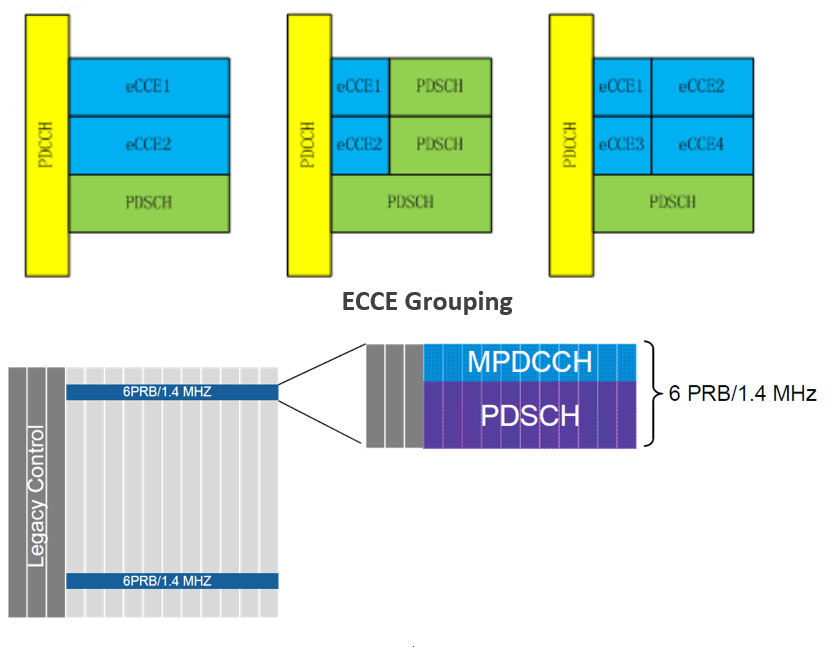 PDCCH
eCCE1
eCCE2
PDSCH
PDCCH
eCCE1
PDSCH
eCCE2
PDSCH
PDSCH
PDCCH
eCCE1
eCCE2
eCCE3
eCCE4
PDSCH
ECCE Grouping
Legacy Control
6PRB/1.4 MHZ
6PRB/1.4 MHZ
MPDCCH
PDSCH
6 PRB/1.4 MHz